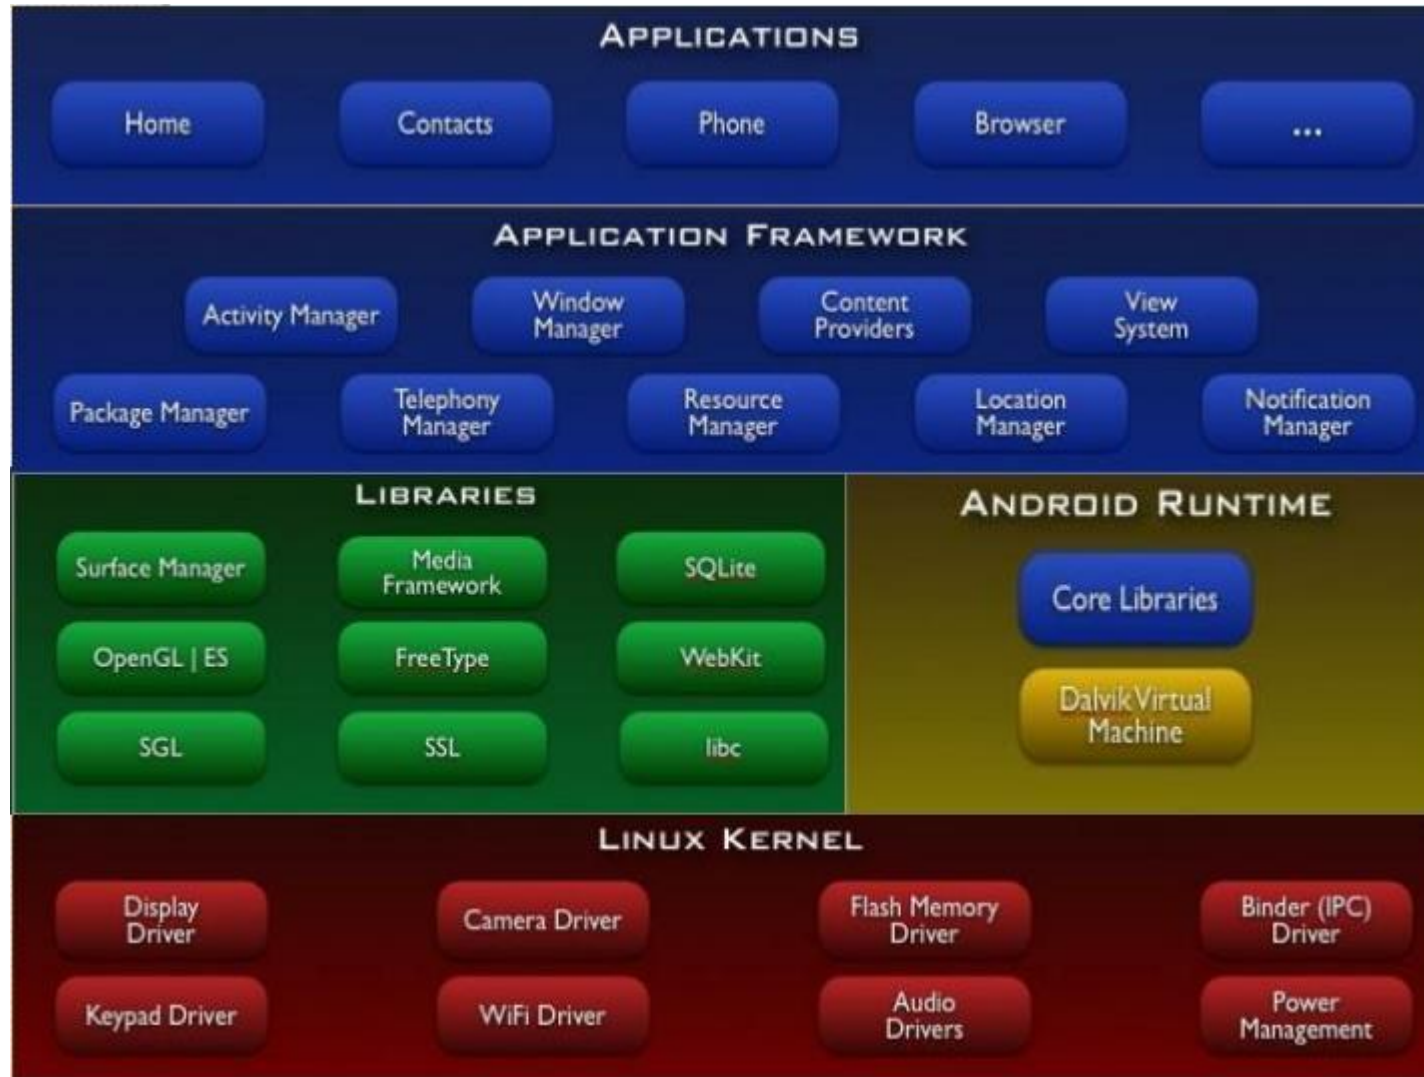 APPLICATIONS
Home
Contacts
Phone
Browser
...
APPLICATION FRAMEWORK
Activity Manager
Window
Manager
Content
Providers
View
System
Package Manager
Telephony
Manager
Resource
Manager
Location
Manager
Notification
Manager
LIBRARIES
Surface Manager
Media
Framework
SQLite
OpenGL | ES
FreeType
WebKit
SGL
SSL
libc
ANDROID RUNTIME
Core Libraries
Dalvik Virtual
Machine
LINUX KERNEL
Display
Driver
Camera Driver
Flash Memory
Driver
Binder (IPC)
Driver
Keypad Driver
WiFi Driver
Audio
Drivers
Power
Management